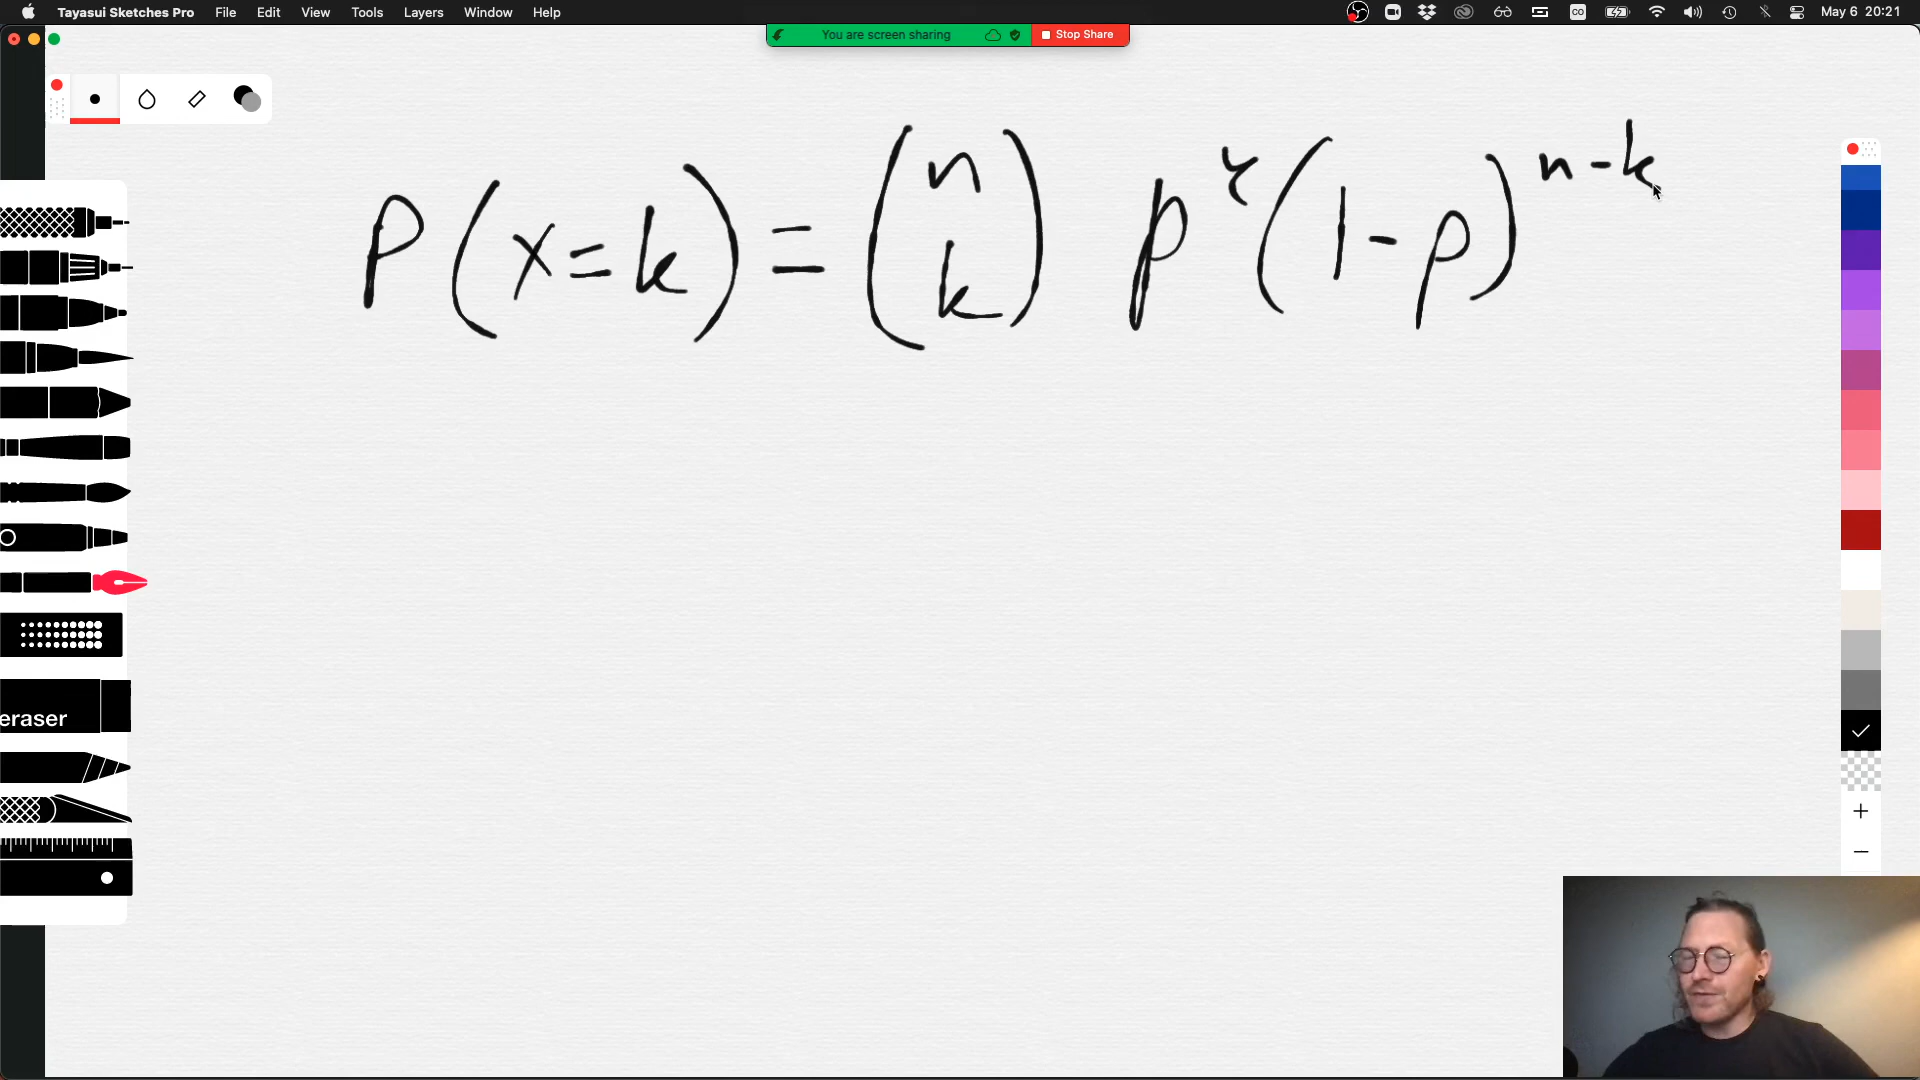 Tayasui Sketches Pro File Edit View Tools Layers Window Help May 6 20:21
You are screen sharing Stop Share
P(x=k) = (n k) p^r (1-p)^n-k
eraser
+
−